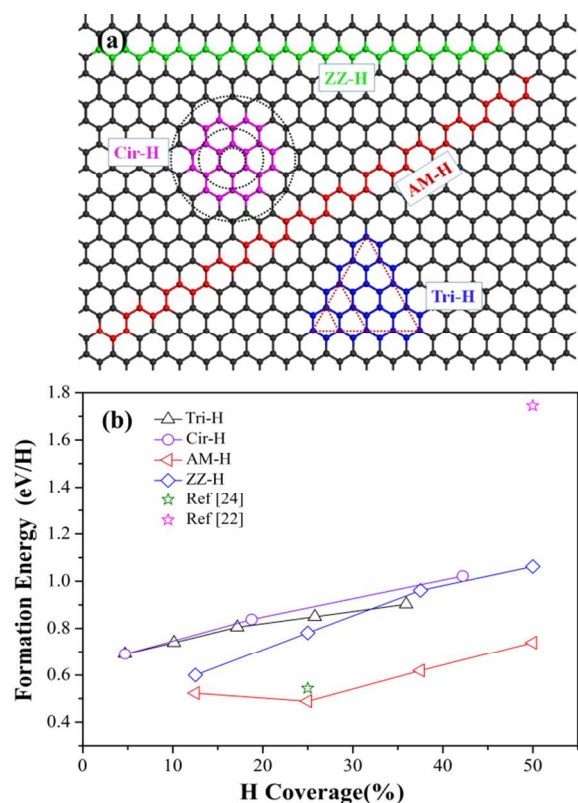 (a)
ZZ-H
Cir-H
AM-H
Tri-H
(b)
Tri-H
Cir-H
AM-H
ZZ-H
Ref [24]
Ref [22]
Formation Energy (eV/H)
1.8
1.6
1.4
1.2
1.0
0.8
0.6
0.4
0 10 20 30 40 50
H Coverage(%)